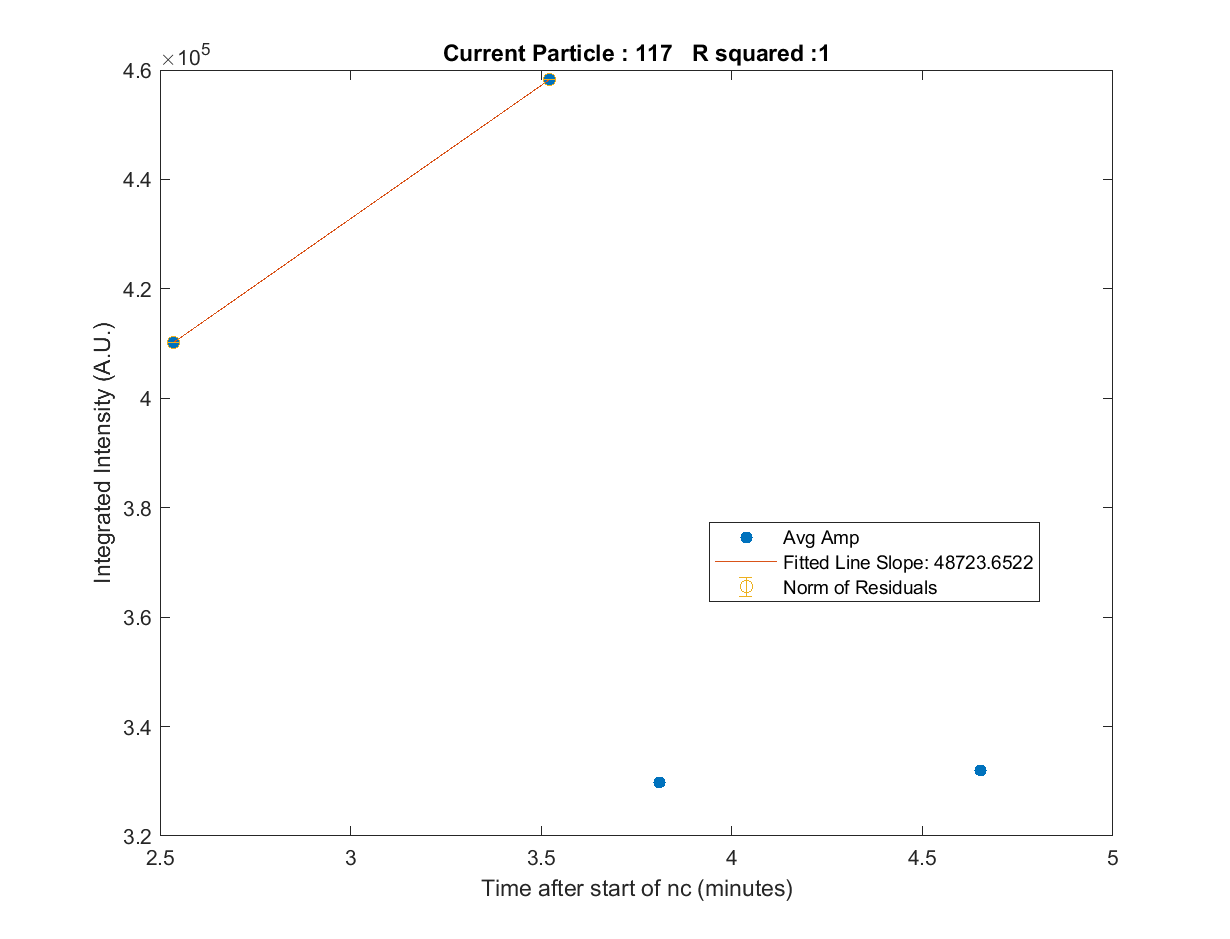 Current Particle : 117 R squared :1
×10⁵
4.6
4.4
4.2
4
3.8
3.6
3.4
3.2
Integrated Intensity (A.U.)
Avg Amp
Fitted Line Slope: 48723.6522
Norm of Residuals
2.5 3 3.5 4 4.5 5
Time after start of nc (minutes)